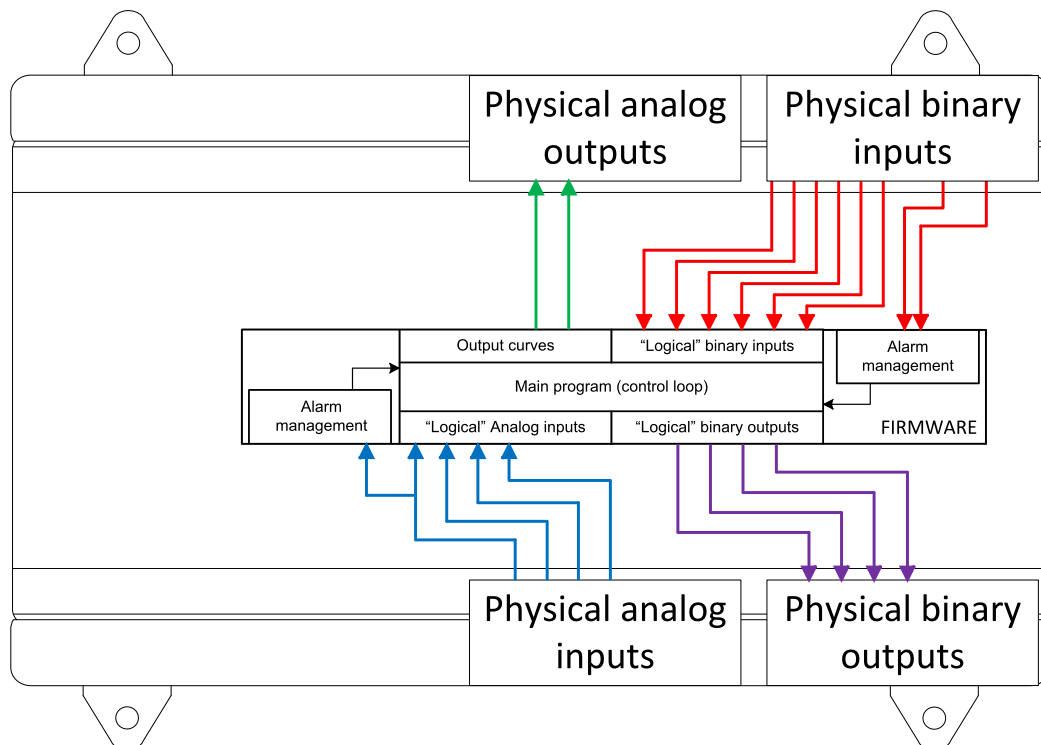 Physical analog
outputs
Physical binary
inputs
Output curves
“Logical” binary inputs
Alarm
management
Main program (control loop)
Alarm
management
“Logical” Analog inputs
“Logical” binary outputs
FIRMWARE
Physical analog
inputs
Physical binary
outputs